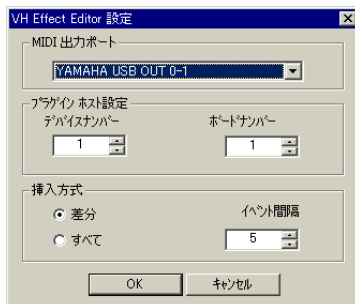 VH Effect Editor 設定
MIDI 出力ポート
YAMAHA USB OUT 0-1
プラグイン ホスト設定
デバイスナンバー ボードナンバー
1 1
挿入方式
差分 イベント間隔
すべて 5
OK キャンセル